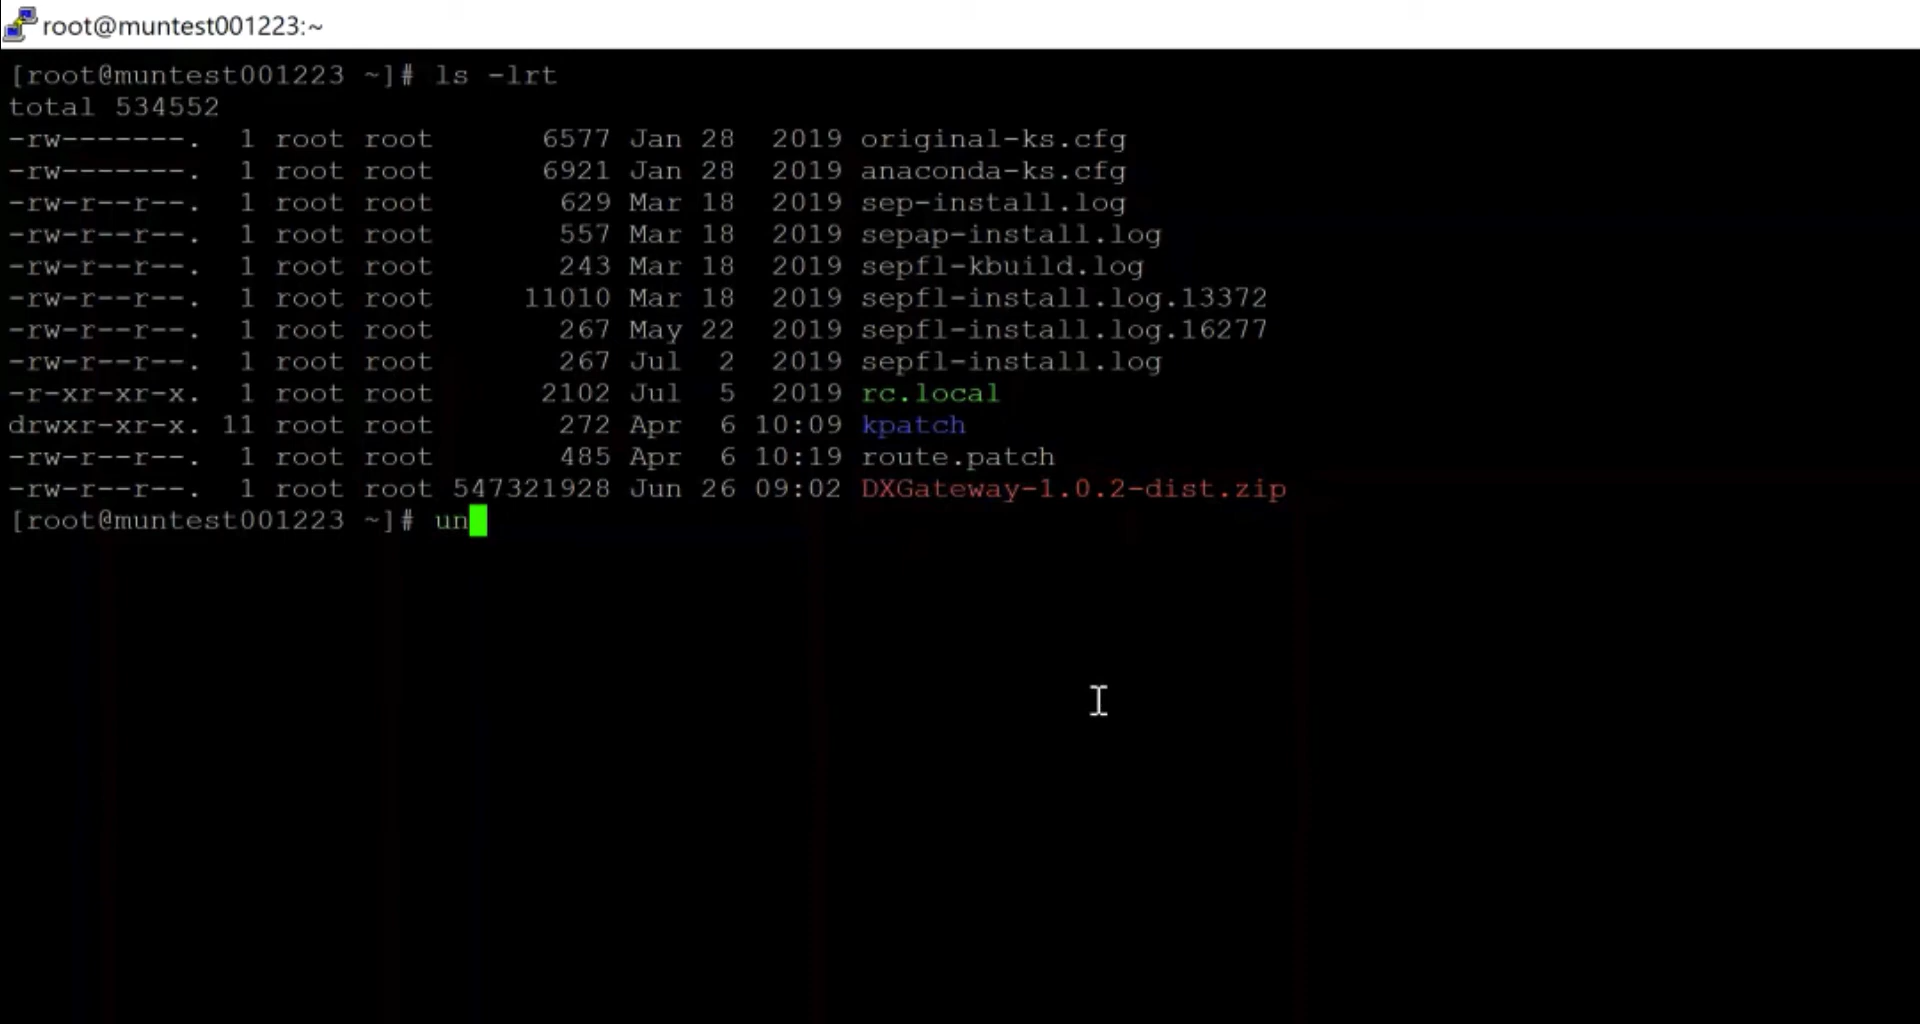 root@muntest001223:~
[root@muntest001223 ~]# ls -lrt
total 534552
-rw-------. 1 root root 6577 Jan 28 2019 original-ks.cfg
-rw-------. 1 root root 6921 Jan 28 2019 anaconda-ks.cfg
-rw-r--r--. 1 root root 629 Mar 18 2019 sep-install.log
-rw-r--r--. 1 root root 557 Mar 18 2019 sepap-install.log
-rw-r--r--. 1 root root 243 Mar 18 2019 sepfl-kbuild.log
-rw-r--r--. 1 root root 11010 Mar 18 2019 sepfl-install.log.13372
-rw-r--r--. 1 root root 267 May 22 2019 sepfl-install.log.16277
-rw-r--r--. 1 root root 267 Jul 2 2019 sepfl-install.log
-r-xr-xr-x. 1 root root 2102 Jul 5 2019 rc.local
drwxr-xr-x. 11 root root 272 Apr 6 10:09 kpatch
-rw-r--r--. 1 root root 485 Apr 6 10:19 route.patch
-rw-r--r--. 1 root root 547321928 Jun 26 09:02 DXGateway-1.0.2-dist.zip
[root@muntest001223 ~]# un